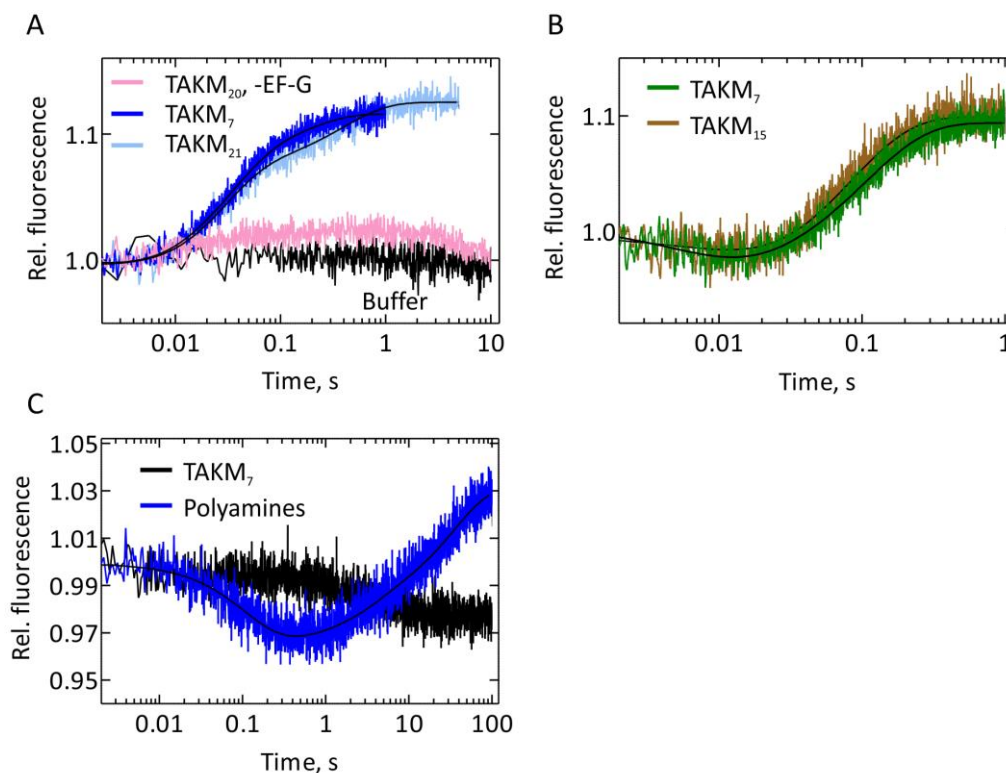 A
TAKM₂₀, -EF-G
TAKM₇
TAKM₂₁
Buffer
Rel. fluorescence
1.1
1.0
0.01
0.1
1
10
Time, s
B
TAKM₇
TAKM₁₅
Rel. fluorescence
1.10
1.0
0.01
0.1
1
Time, s
C
TAKM₇
Polyamines
Rel. fluorescence
1.05
1.03
1.01
0.99
0.97
0.95
0.01
0.1
1
10
100
Time, s